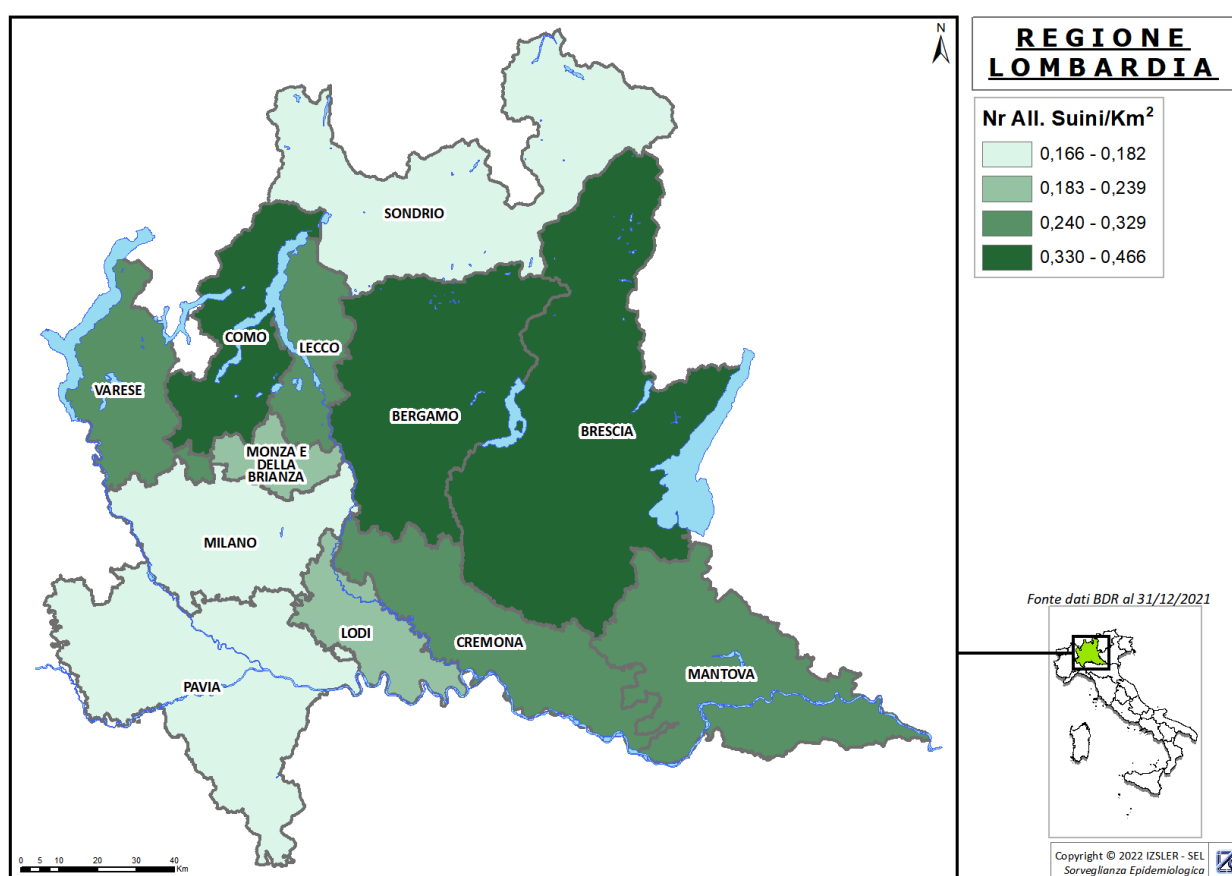 N
REGIONE
LOMBARDIA
Nr All. Suini/Km²
0,166 - 0,182
0,183 - 0,239
0,240 - 0,329
0,330 - 0,466
SONDRIO
COMO
LECCO
VARESE
BERGAMO
BRESCIA
MONZA E
DELLA
BRIANZA
MILANO
LODI
CREMONA
MANTOVA
PAVIA
Fonte dati BDR al 31/12/2021
0 5 10 20 30 40
Km
Copyright © 2022 IZSLER - SEL
Sorveglianza Epidemiologica